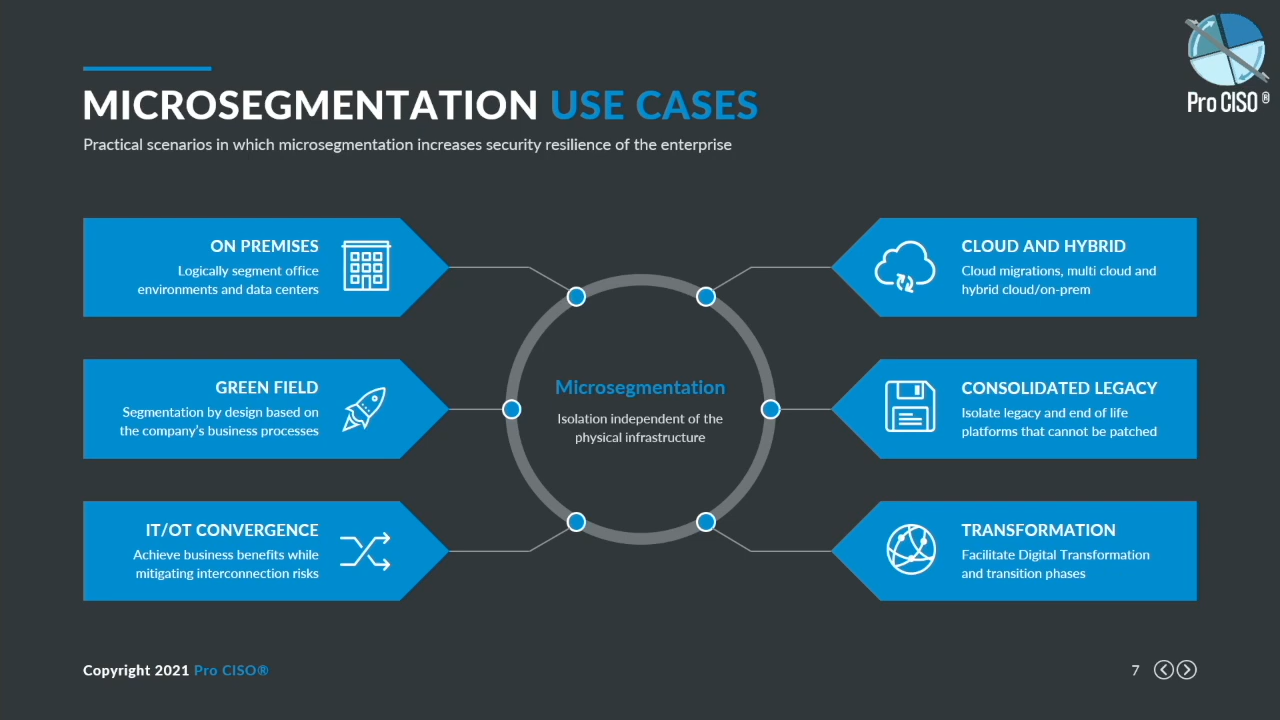 Pro CISO ®
MICROSEGMENTATION USE CASES
Practical scenarios in which microsegmentation increases security resilience of the enterprise
ON PREMISES
Logically segment office
environments and data centers
GREEN FIELD
Segmentation by design based on
the company's business processes
IT/OT CONVERGENCE
Achieve business benefits while
mitigating interconnection risks
Microsegmentation
Isolation independent of the
physical infrastructure
CLOUD AND HYBRID
Cloud migrations, multi cloud and
hybrid cloud/on-prem
CONSOLIDATED LEGACY
Isolate legacy and end of life
platforms that cannot be patched
TRANSFORMATION
Facilitate Digital Transformation
and transition phases
Copyright 2021 Pro CISO®
7